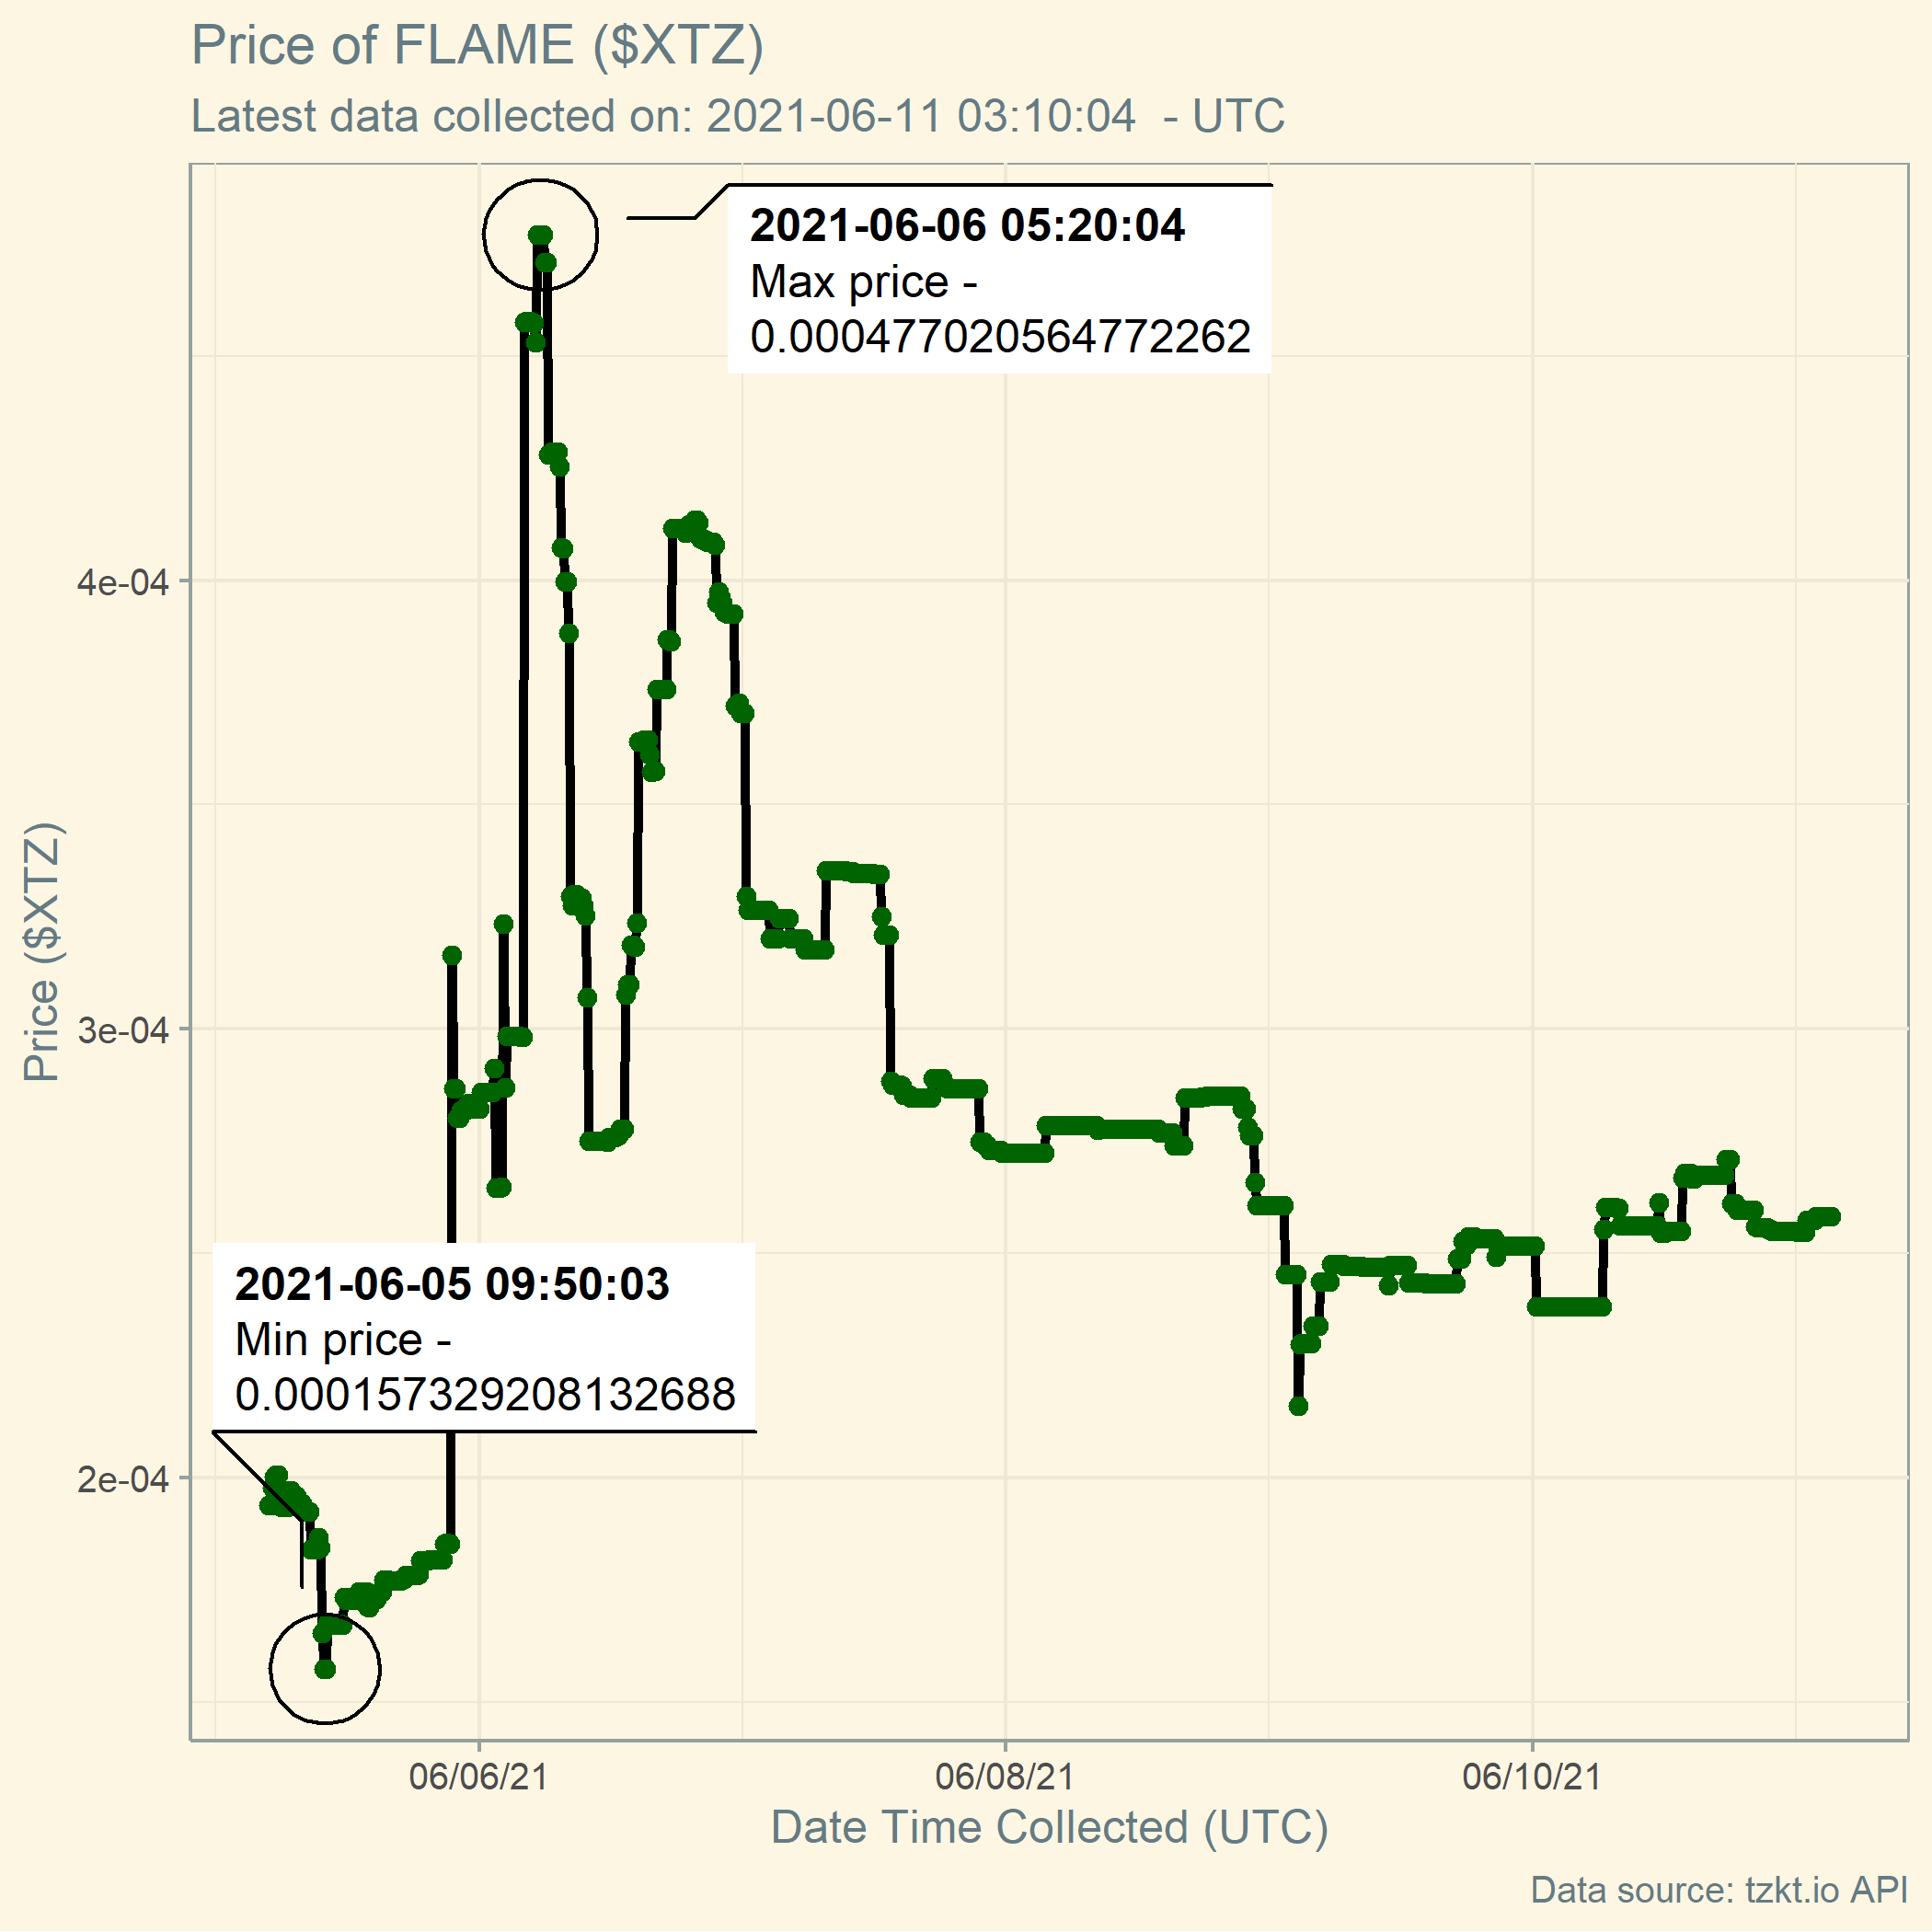 Price of FLAME ($XTZ)
Latest data collected on: 2021-06-11 03:10:04  - UTC
2021-06-06 05:20:04
Max price -
0.000477020564772262
4e-04
3e-04
2e-04
Price ($XTZ)
2021-06-05 09:50:03
Min price -
0.000157329208132688
06/06/21
06/08/21
06/10/21
Date Time Collected (UTC)
Data source: tzkt.io API